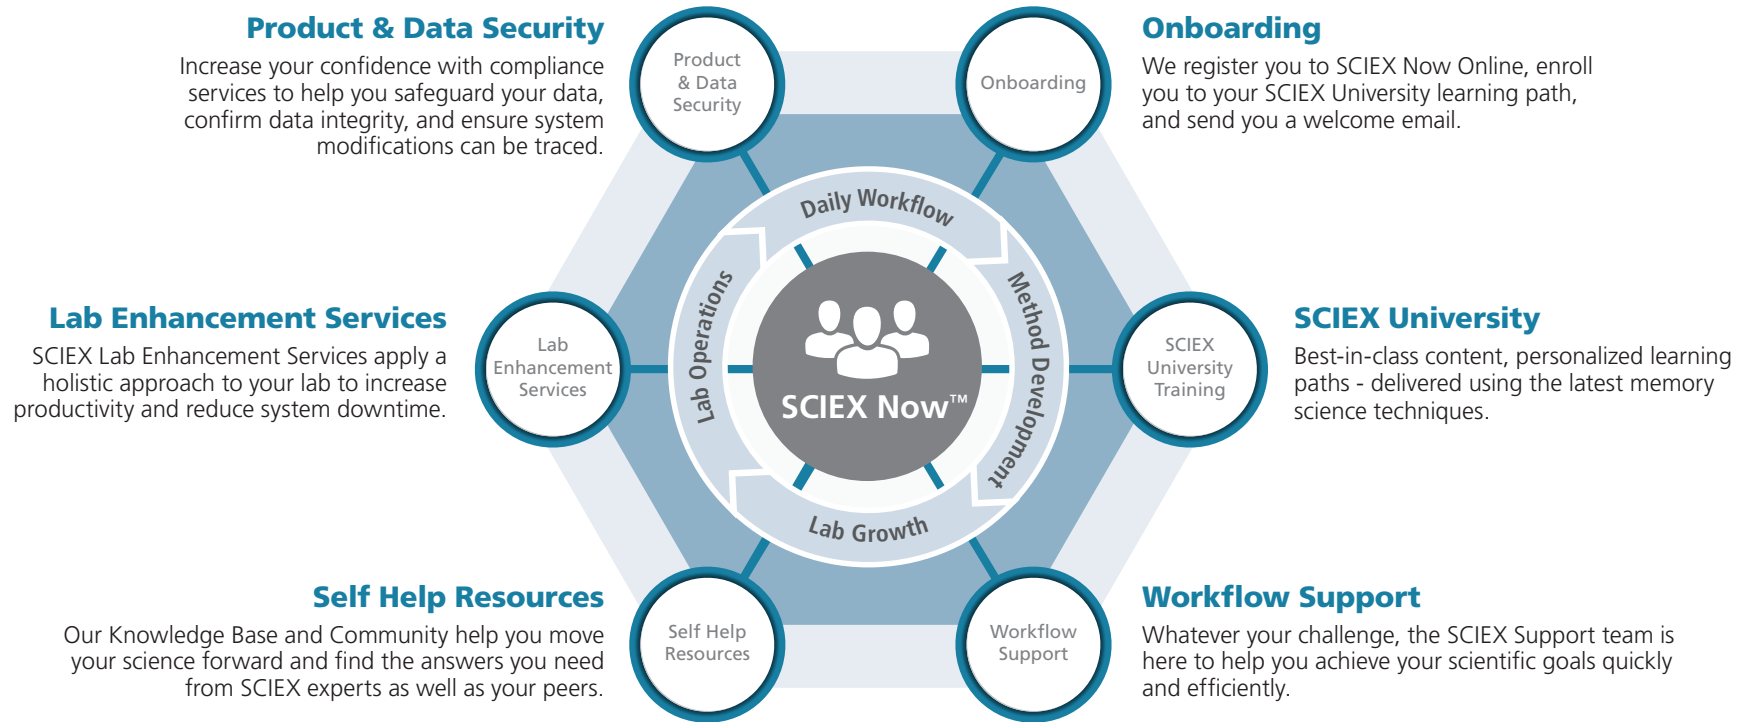 Product & Data Security
Increase your confidence with compliance
services to help you safeguard your data,
confirm data integrity, and ensure system
modifications can be traced.
Product
& Data
Security
Onboarding
Onboarding
We register you to SCIEX Now Online, enroll
you to your SCIEX University learning path,
and send you a welcome email.
Daily Workflow
Method Development
Lab Growth
Lab Operations
SCIEX Now™
Lab Enhancement Services
SCIEX Lab Enhancement Services apply a
holistic approach to your lab to increase
productivity and reduce system downtime.
Lab
Enhancement
Services
SCIEX
University
Training
SCIEX University
Best-in-class content, personalized learning
paths - delivered using the latest memory
science techniques.
Self Help Resources
Our Knowledge Base and Community help you move
your science forward and find the answers you need
from SCIEX experts as well as your peers.
Self Help
Resources
Workflow
Support
Workflow Support
Whatever your challenge, the SCIEX Support team is
here to help you achieve your scientific goals quickly
and efficiently.